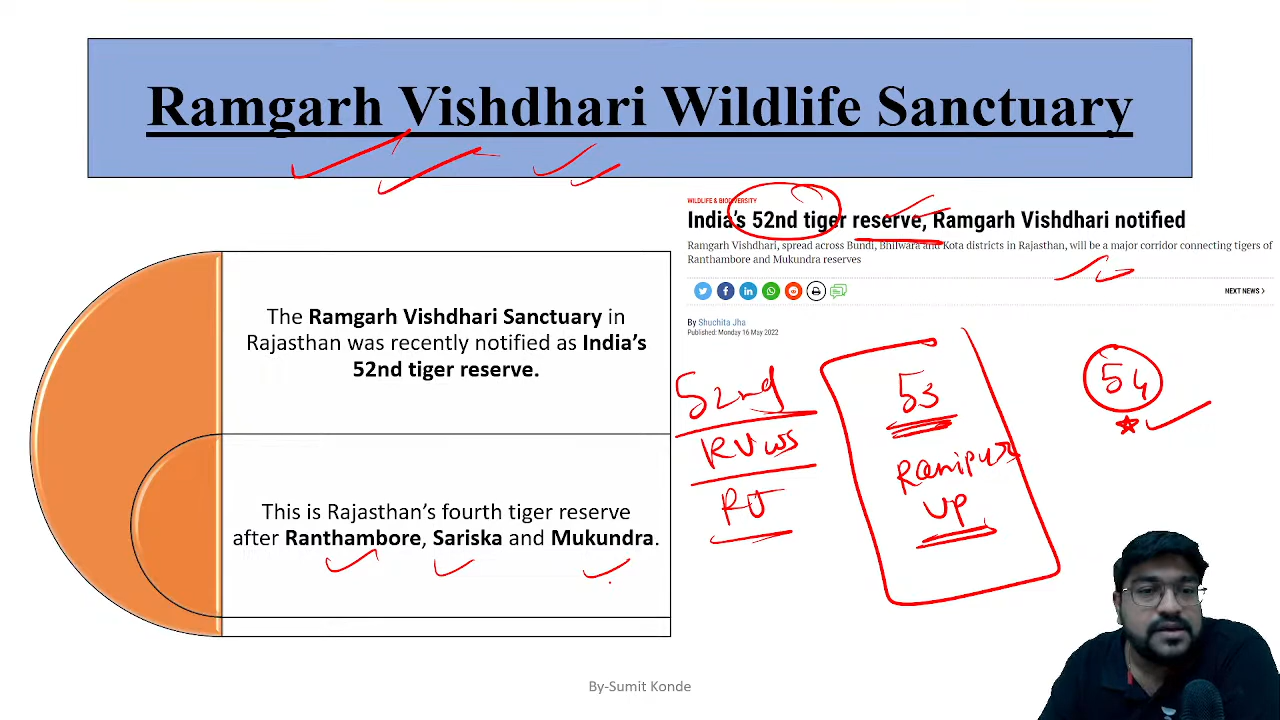 Ramgarh Vishdhari Wildlife Sanctuary
WILDLIFE & BIODIVERSITY
India's 52nd tiger reserve, Ramgarh Vishdhari notified
Ramgarh Vishdhari, spread across Bundi, Bhilwara and Kota districts in Rajasthan, will be a major corridor connecting tigers of
Ranthambore and Mukundra reserves
NEXT NEWS
By Shuchita Jha
Published: Monday 16 May 2022
The Ramgarh Vishdhari Sanctuary in
Rajasthan was recently notified as India's
52nd tiger reserve.
This is Rajasthan's fourth tiger reserve
after Ranthambore, Sariska and Mukundra.
52nd
RVWS
RJ
53
Ranipur
UP
54
By-Sumit Konde